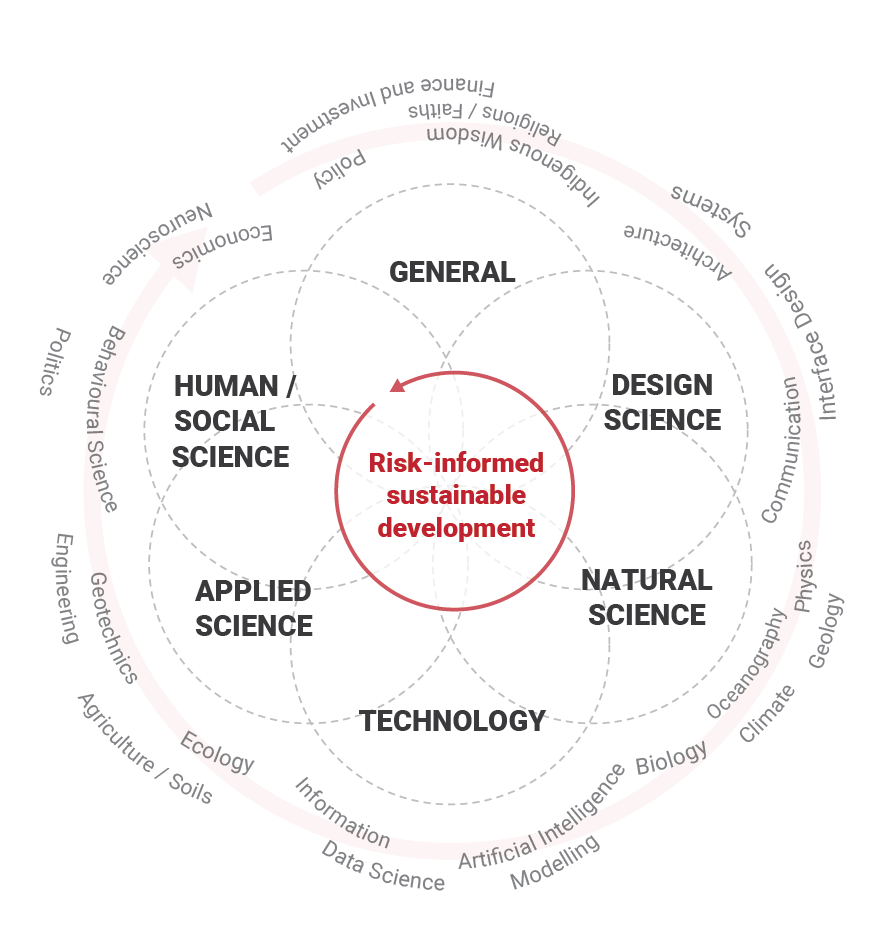 Finance and Investment
Religions / Faiths
Indigenous Wisdom
Policy
Systems
Architecture
Neuroscience
Economics
Interface Design
Communication
Politics
Behavioural Science
GENERAL
HUMAN /
SOCIAL
SCIENCE
DESIGN
SCIENCE
Risk-informed
sustainable
development
APPLIED
SCIENCE
NATURAL
SCIENCE
TECHNOLOGY
Engineering
Geotechnics
Physics
Geology
Oceanography
Climate
Agriculture / Soils
Ecology
Biology
Information
Data Science
Artificial Intelligence
Modelling